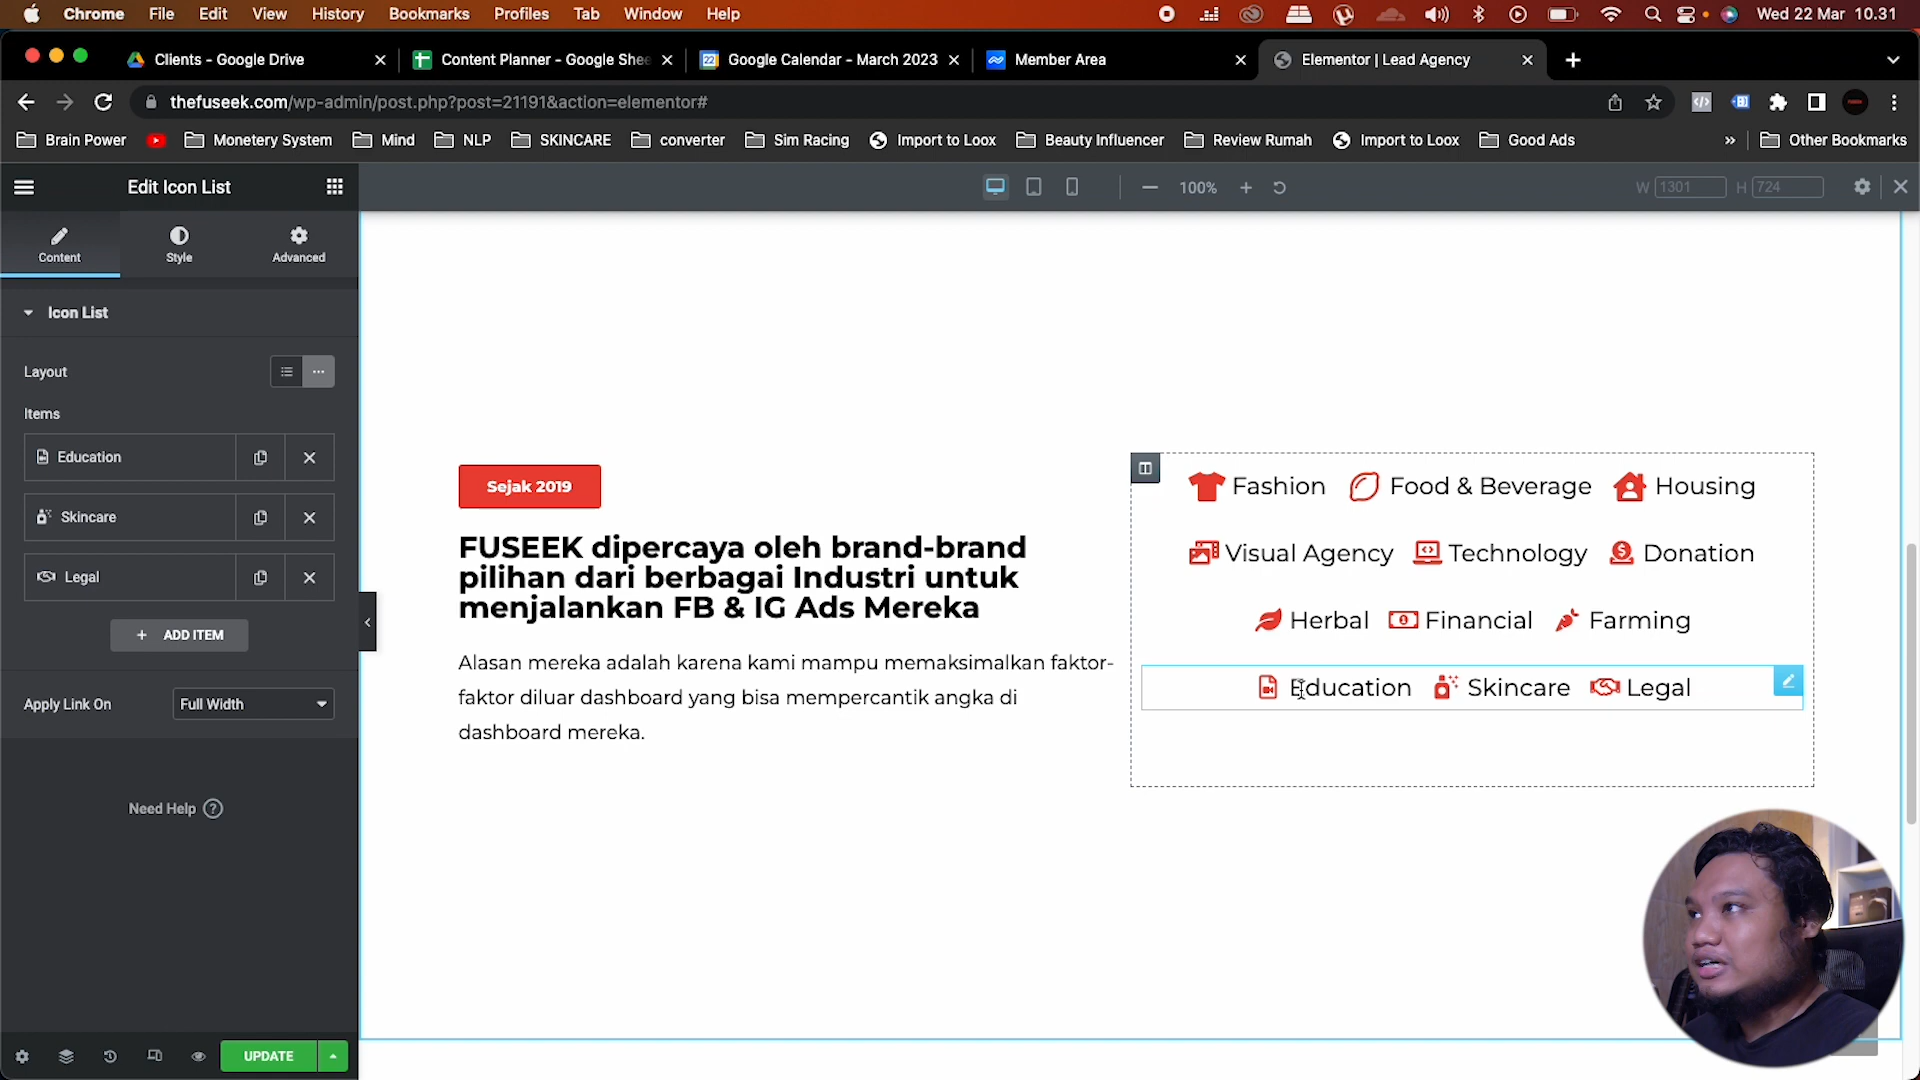 Chrome File Edit View History Bookmarks Profiles Tab Window Help Wed 22 Mar 10.31
Clients - Google Drive Content Planner - Google She Google Calendar - March 2023 Member Area Elementor | Lead Agency
thefuseek.com/wp-admin/post.php?post=21191&action=elementor#
Brain Power Monetery System Mind NLP SKINCARE converter Sim Racing Import to Loox Beauty Influencer Review Rumah Import to Loox Good Ads » Other Bookmarks
Edit Icon List
100%
W 1301 H 724
Content Style Advanced
Icon List
Layout
Items
Education
Skincare
Legal
+ ADD ITEM
Apply Link On Full Width
Need Help ?
UPDATE
Sejak 2019
FUSEEK dipercaya oleh brand-brand
pilihan dari berbagai Industri untuk
menjalankan FB & IG Ads Mereka
Alasan mereka adalah karena kami mampu memaksimalkan faktor-
faktor diluar dashboard yang bisa mempercantik angka di
dashboard mereka.
Fashion Food & Beverage Housing
Visual Agency Technology Donation
Herbal Financial Farming
Education Skincare Legal